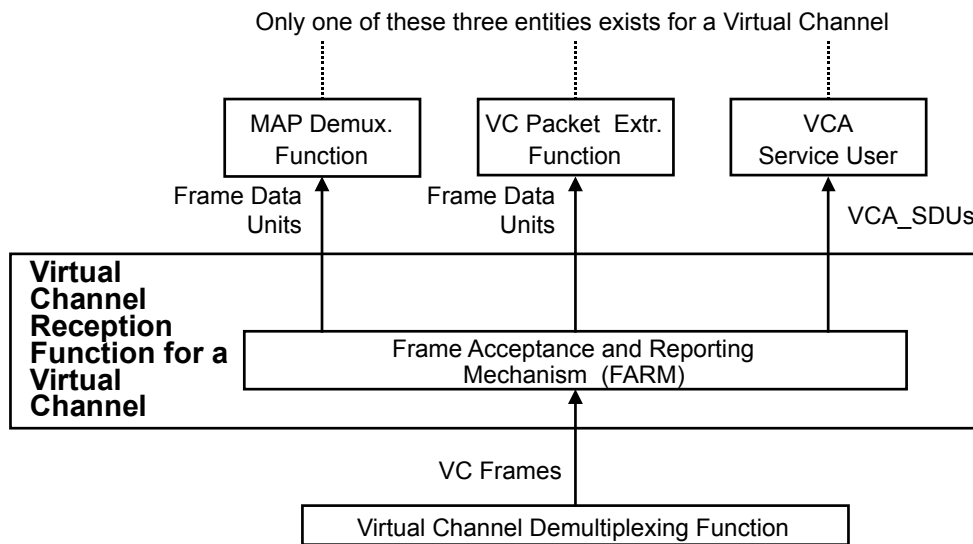 Only one of these three entities exists for a Virtual Channel
MAP Demux.
Function
VC Packet Extr.
Function
VCA
Service User
Frame Data
Units
Frame Data
Units
VCA_SDUs
Virtual
Channel
Reception
Function for a
Virtual
Channel
Frame Acceptance and Reporting
Mechanism (FARM)
VC Frames
Virtual Channel Demultiplexing Function